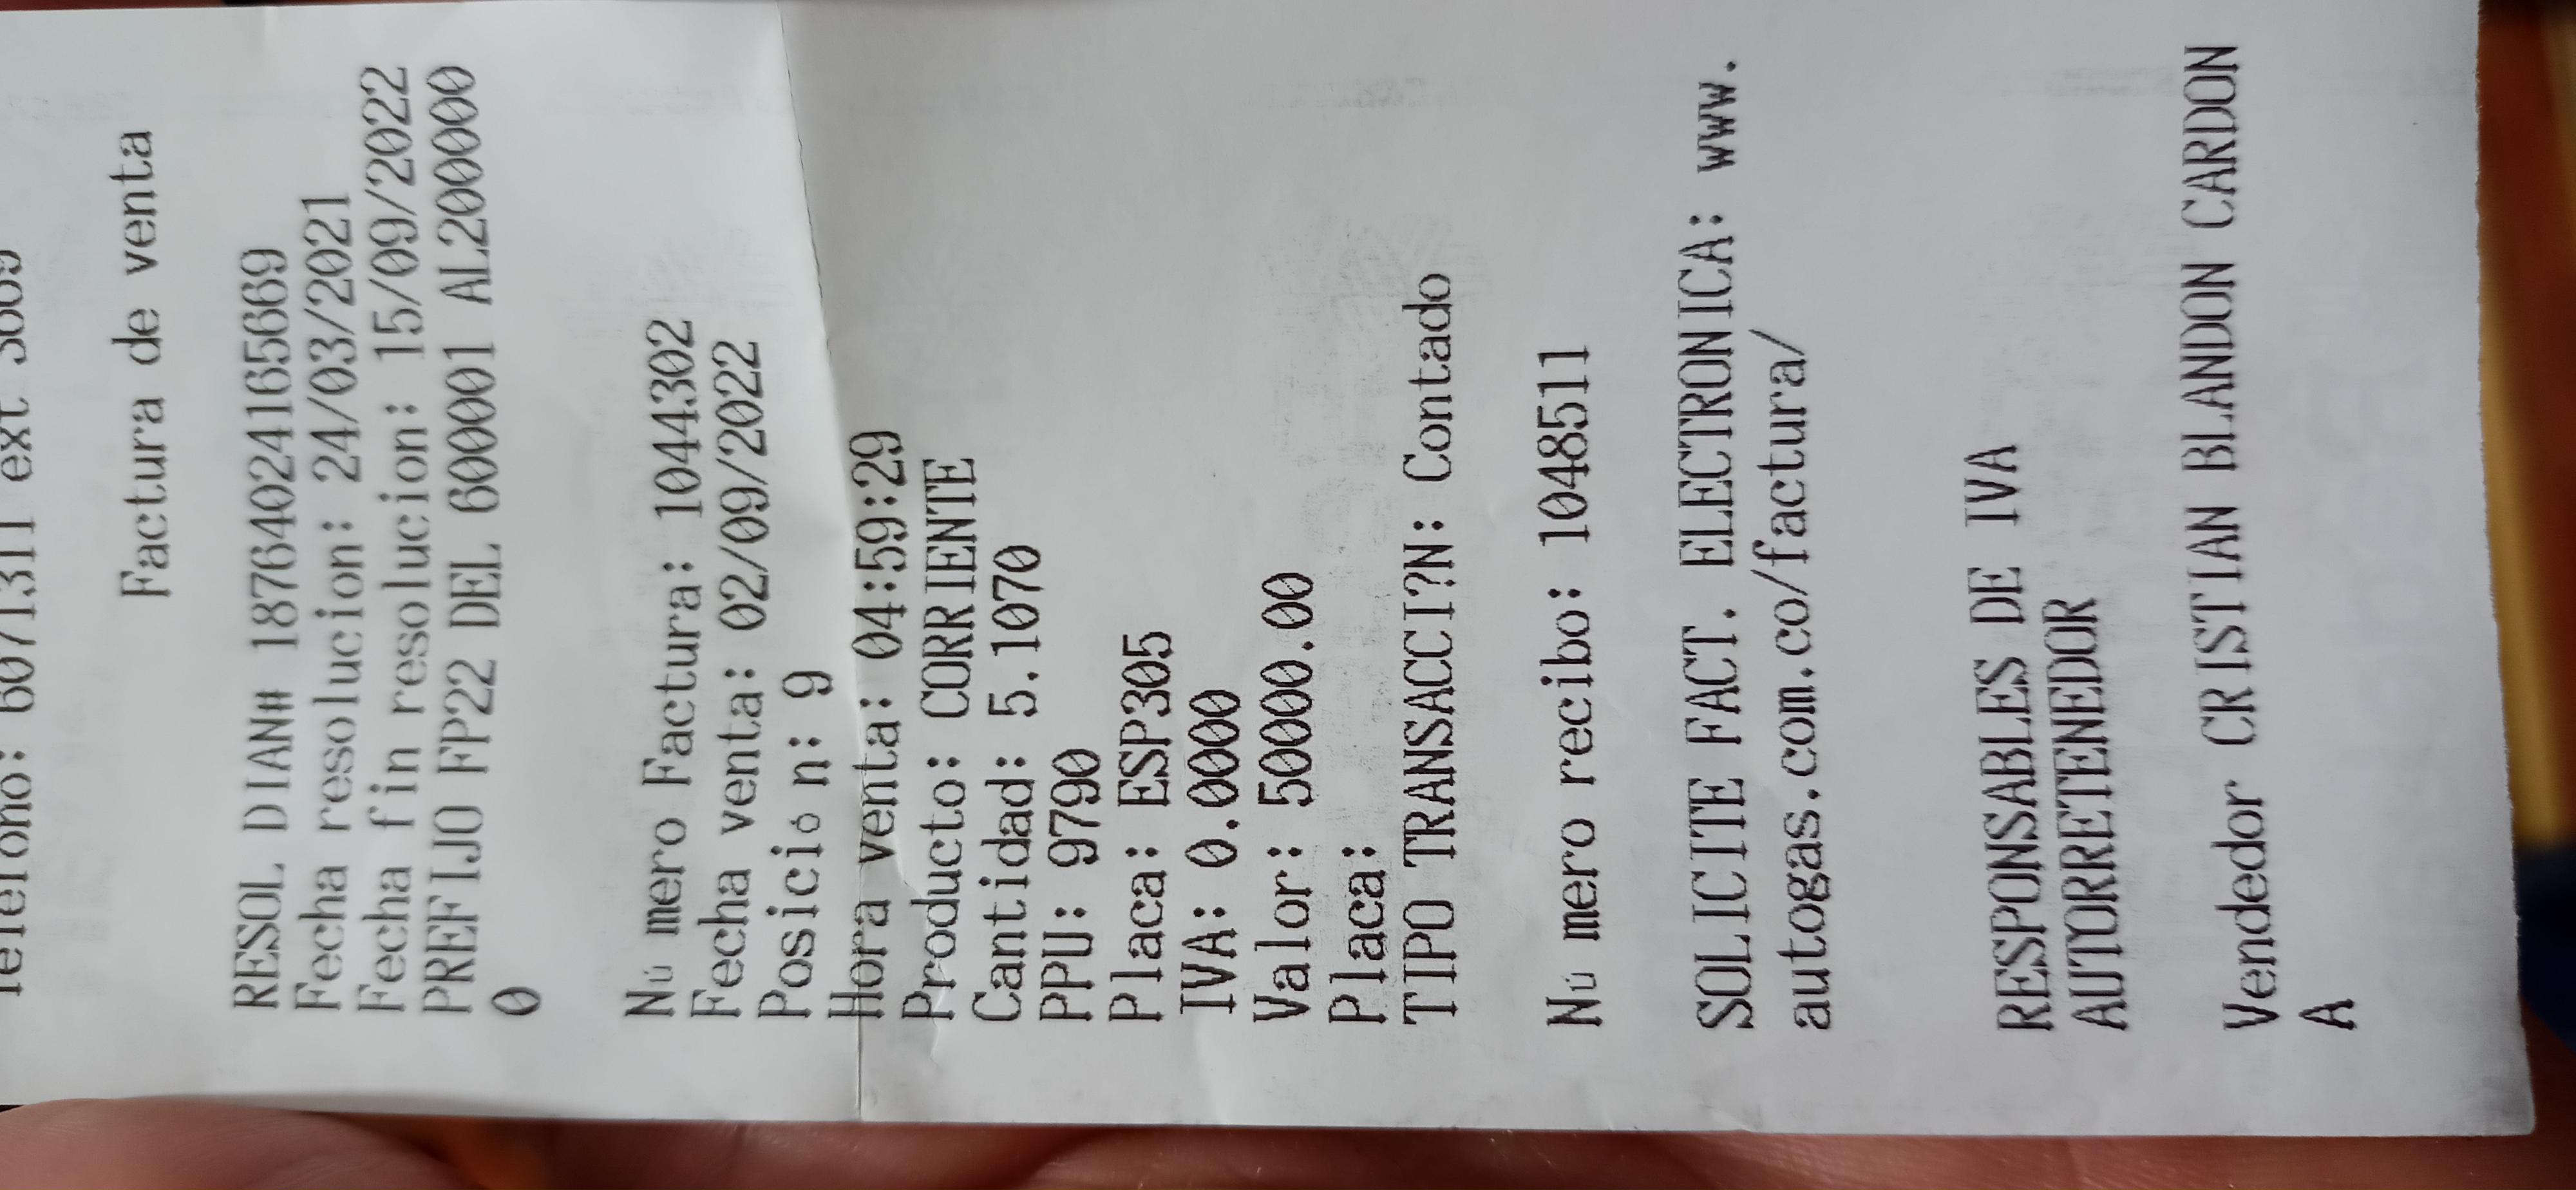 Telefono: 6071311 ext 5669
Factura de venta
RESOL DIAN# 18764024165669
Fecha resolucion: 24/03/2021
Fecha fin resolucion: 15/09/2022
PREFIJO FP22 DEL 600001 AL200000
0
Nú mero Factura: 1044302
Fecha venta: 02/09/2022
Posició n: 9
Hora venta: 04:59:29
Producto: CORRIENTE
Cantidad: 5.1070
PPU: 9790
Placa: ESP305
IVA: 0.0000
Valor: 50000.00
Placa:
TIPO TRANSACCI?N: Contado
Nú mero recibo: 1048511
SOLICITE FACT. ELECTRONICA: www.
autogas.com.co/factura/
RESPONSABLES DE IVA
AUTORRETENEDOR
Vendedor CRISTIAN BLANDON CARDON
A